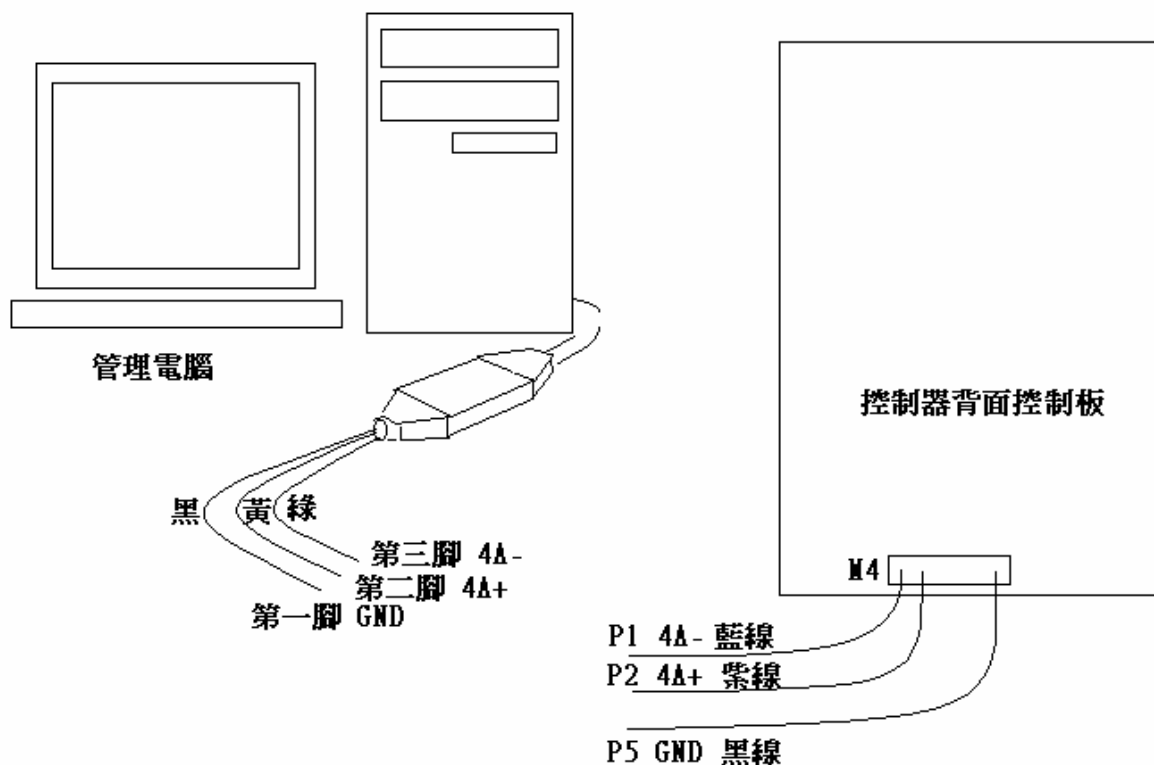 管理電腦
控制器背面控制板
黑 黃 綠
第三腳 4A-
第二腳 4A+
第一腳 GND
M4
P1 4A- 藍線
P2 4A+ 紫線
P5 GND 黑線